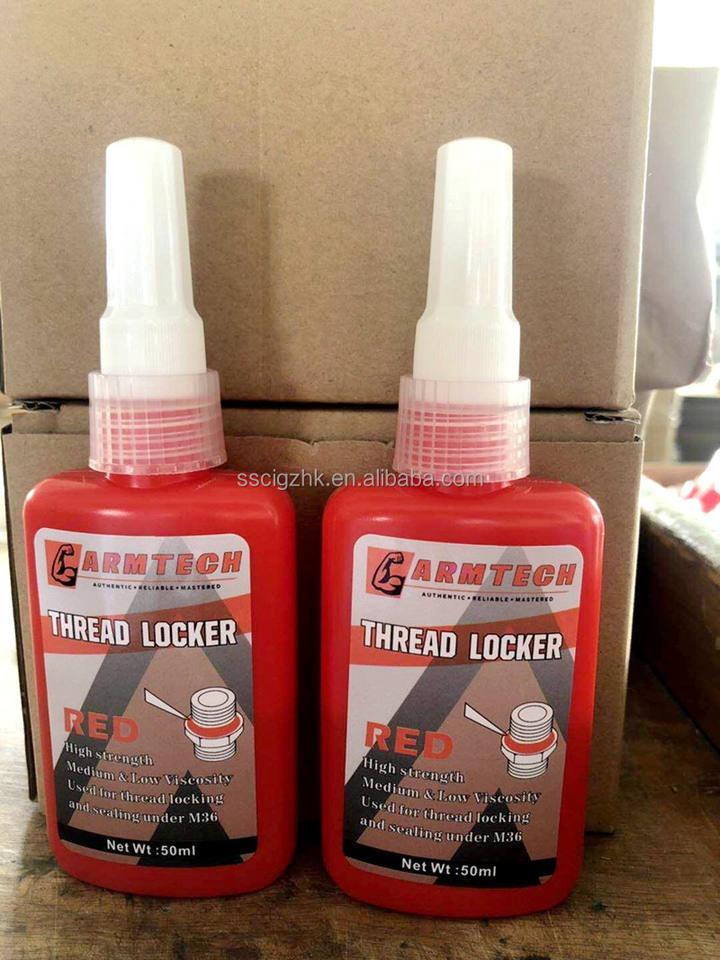 sscigzhk.en.alibaba.com
ARMTECH
AUTHENTIC • RELIABLE • MASTERED
THREAD LOCKER
RED
High strength
Medium & Low Viscosity
Used for thread locking
and sealing under M36
Net Wt :50ml
ARMTECH
AUTHENTIC • RELIABLE • MASTERED
THREAD LOCKER
RED
High strength
Medium & Low Viscosity
Used for thread locking
and sealing under M36
Net Wt :50ml